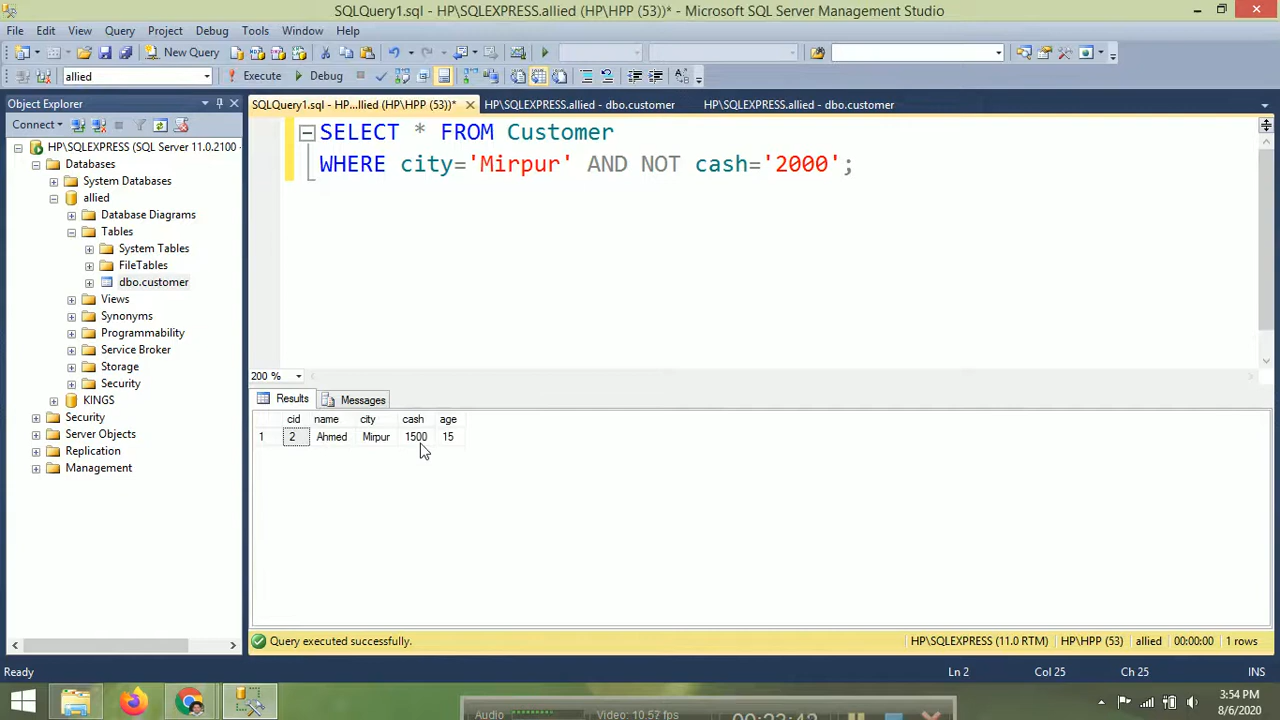 SQLQuery1.sql - HP\SQLEXPRESS.allied (HP\HPP (53))* - Microsoft SQL Server Management Studio
File Edit View Query Project Debug Tools Window Help
New Query
allied Execute Debug
Object Explorer
SQLQuery1.sql - HP...llied (HP\HPP (53))* HP\SQLEXPRESS.allied - dbo.customer HP\SQLEXPRESS.allied - dbo.customer
Connect
HP\SQLEXPRESS (SQL Server 11.0.2100 -
Databases
System Databases
allied
Database Diagrams
Tables
System Tables
FileTables
dbo.customer
Views
Synonyms
Programmability
Service Broker
Storage
Security
KINGS
Security
Server Objects
Replication
Management
SELECT * FROM Customer
WHERE city='Mirpur' AND NOT cash='2000';
200 %
Results Messages
cid name city cash age
1 2 Ahmed Mirpur 1500 15
Query executed successfully. HP\SQLEXPRESS (11.0 RTM) HP\HPP (53) allied 00:00:00 1 rows
Ready Ln 2 Col 25 Ch 25 INS
Audio Video: 10.57 fps
3:54 PM
8/6/2020